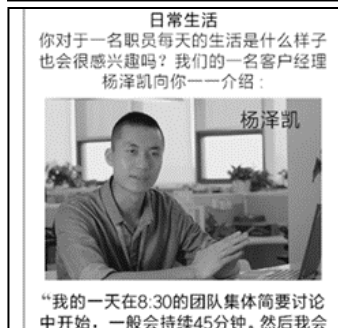 日常生活
你对于一名职员每天的生活是什么样子
也会很感兴趣吗？我们的一名客户经理
杨泽凯向你一一介绍：
杨泽凯
“我的一天在8:30的团队集体简要讨论
中开始，一般会持续45分钟。然后我会